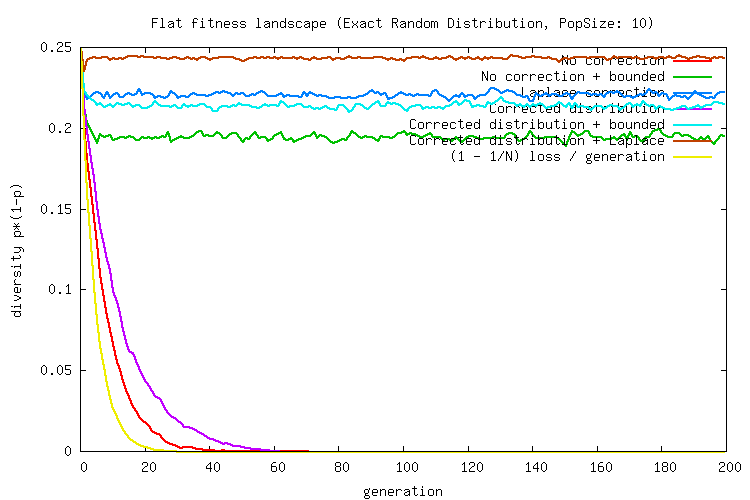 Flat fitness landscape (Exact Random Distribution, PopSize: 10)
0.25
0.2
0.15
0.1
0.05
0
diversity p*(1-p)
No correction
No correction + bounded
Laplase correction
Corrected distribution
Corrected distribution + bounded
Corrected distribution + Laplace
(1 - 1/N) loss / generation
0 20 40 60 80 100 120 140 160 180 200
generation